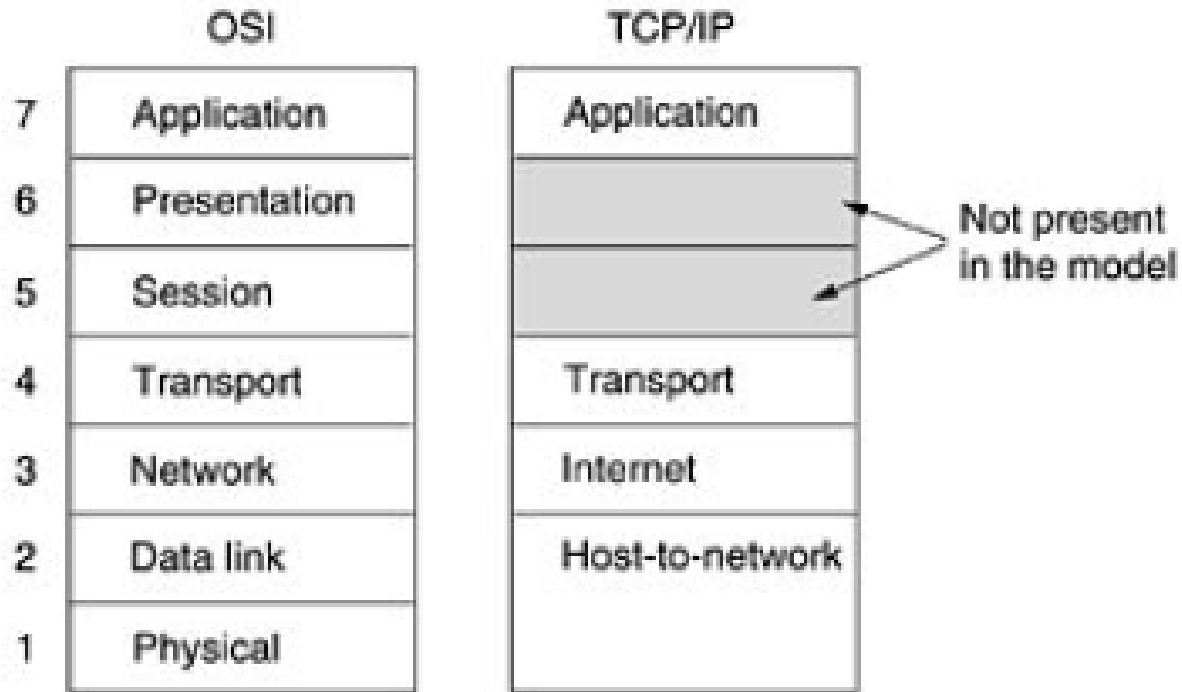 OSI
TCP/IP
7
Application
Application
6
Presentation
Not present
in the model
5
Session
4
Transport
Transport
3
Network
Internet
2
Data link
Host-to-network
1
Physical